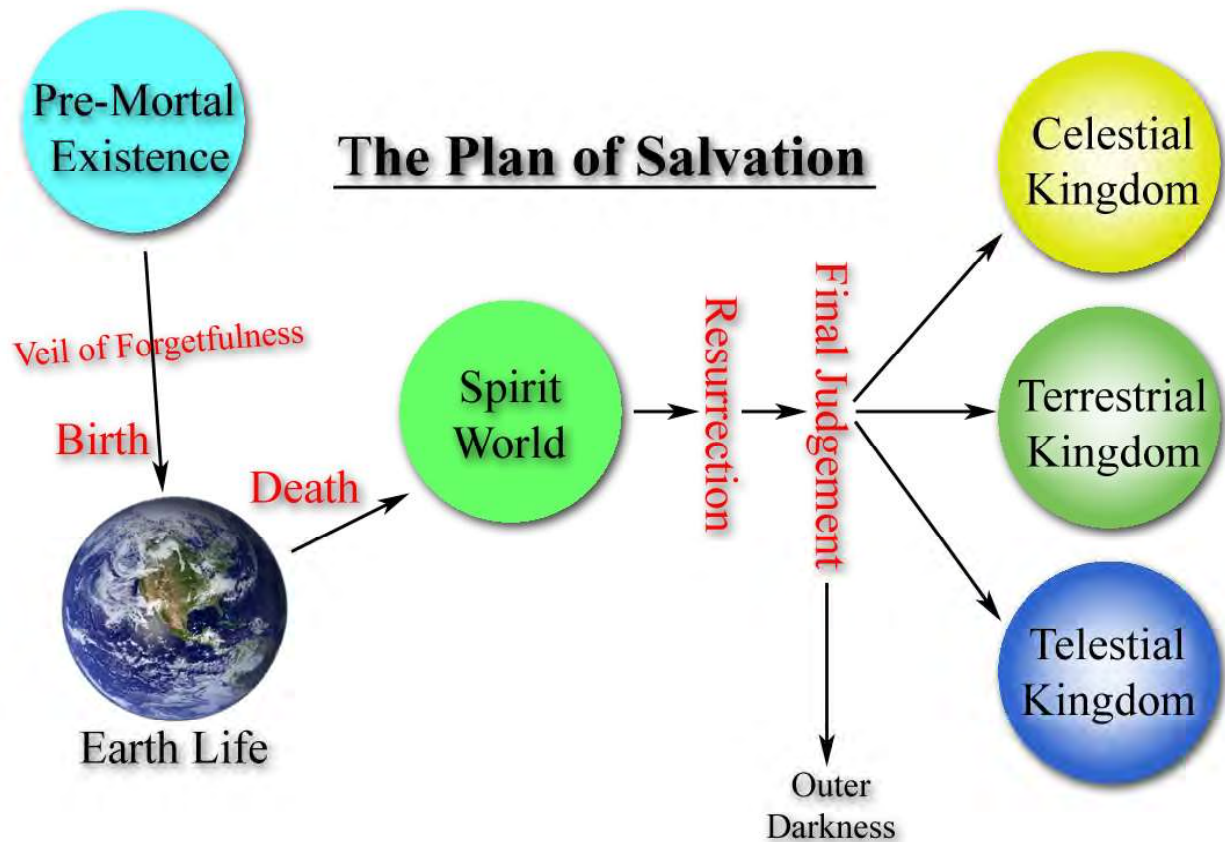 Pre-Mortal
Existence
The Plan of Salvation
Veil of Forgetfulness
Birth
Earth Life
Death
Spirit
World
Resurrection
Final Judgement
Celestial
Kingdom
Terrestrial
Kingdom
Telestial
Kingdom
Outer
Darkness